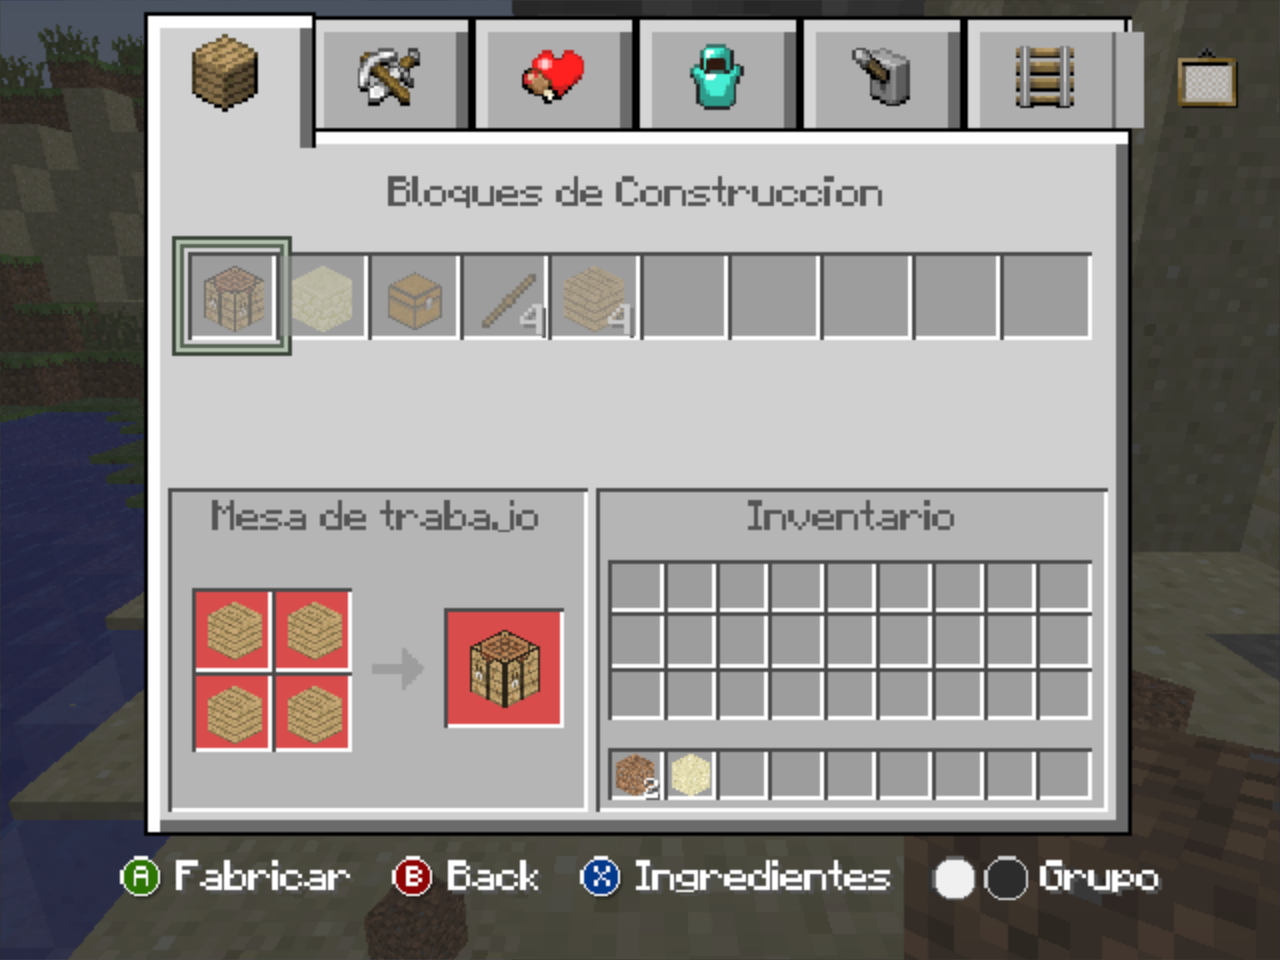 Bloques de Construccion
4 4
Mesa de trabajo
Inventario
2
A Fabricar B Back X Ingredientes Grupo